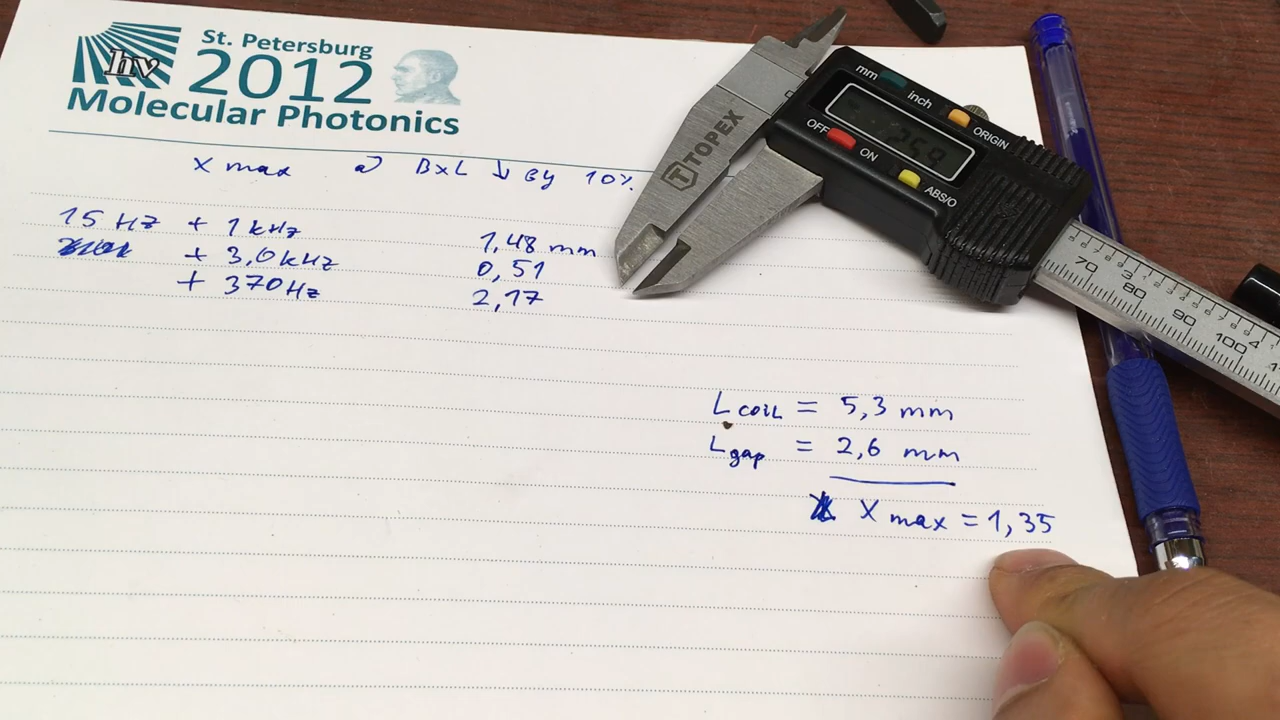 St. Petersburg
hν
2012
Molecular Photonics
X max @ BxL ↓ By 10%
15 Hz + 1 kHz 1,48 mm
+ 3,0 kHz 0,51
+ 370 Hz 2,17
L coil = 5,3 mm
L gap = 2,6 mm
X max = 1,35
TOPEX
mm
inch
OFF
ON
ORIGIN
ABS/0
70 80 90 100